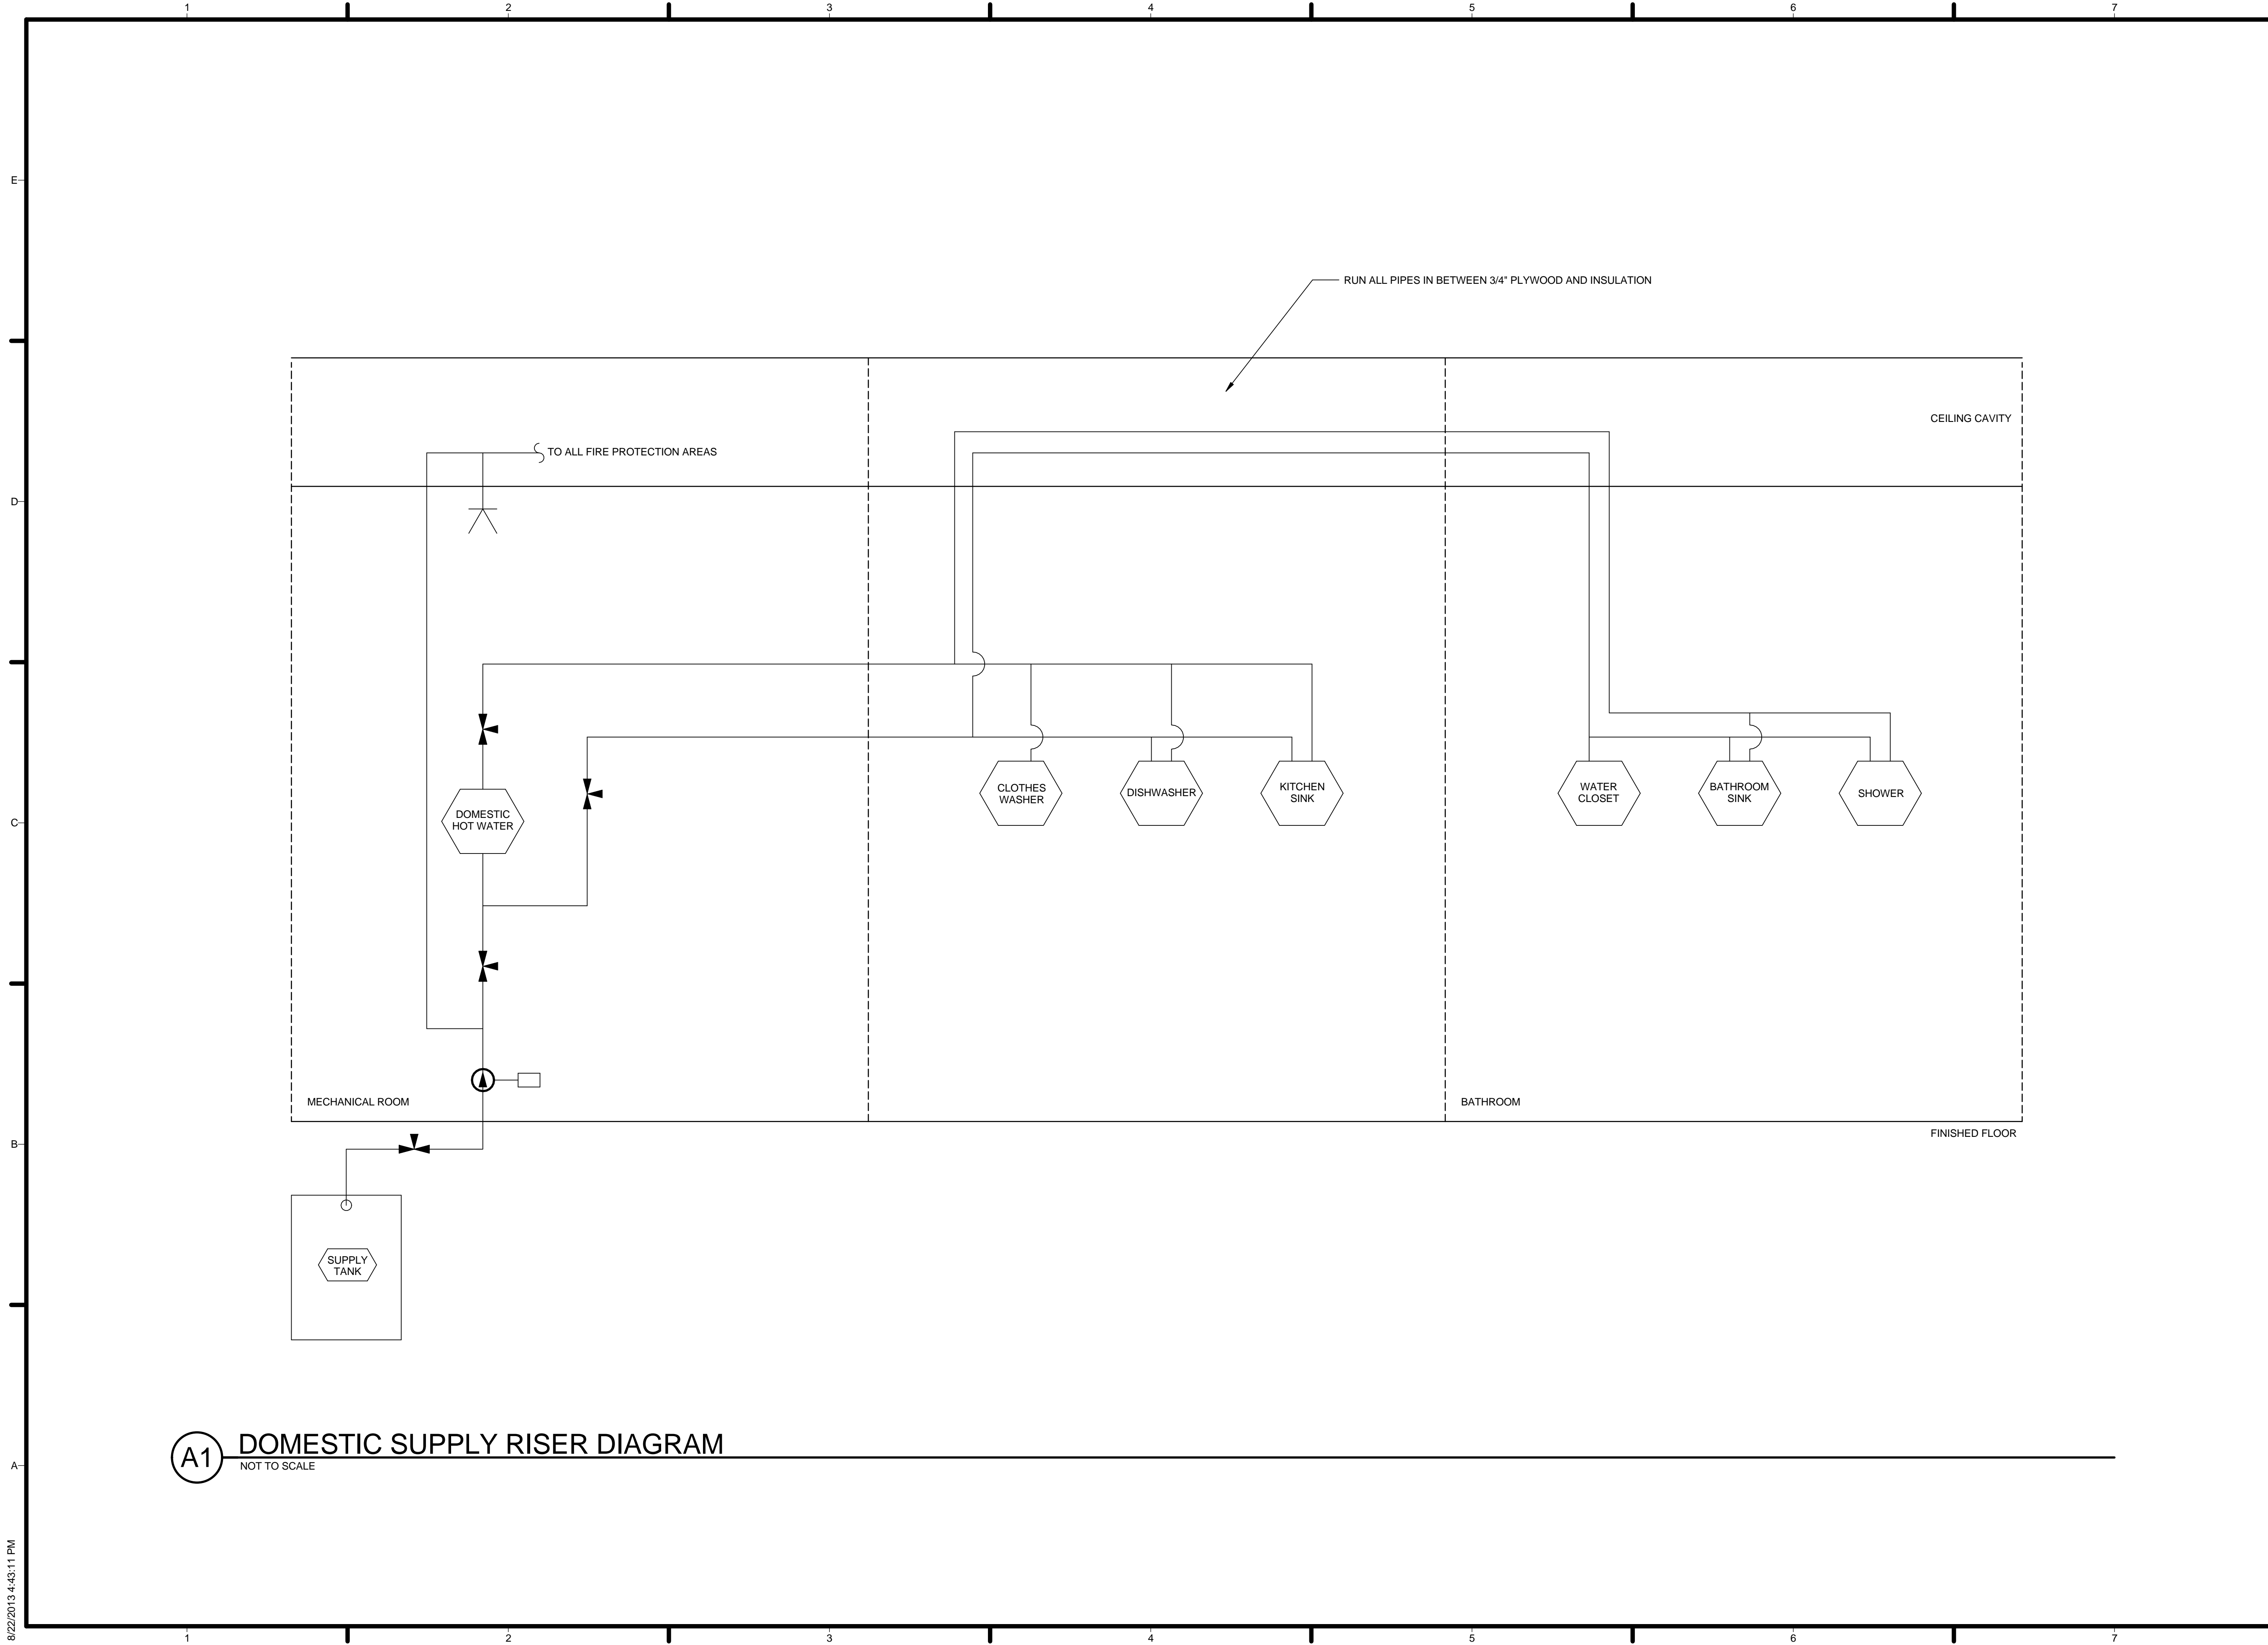 1 2 3 4 5 6 7
E
RUN ALL PIPES IN BETWEEN 3/4" PLYWOOD AND INSULATION
CEILING CAVITY
TO ALL FIRE PROTECTION AREAS
D
CLOTHES
WASHER
DISHWASHER
KITCHEN
SINK
WATER
CLOSET
BATHROOM
SINK
SHOWER
DOMESTIC
HOT WATER
C
MECHANICAL ROOM
BATHROOM
FINISHED FLOOR
B
SUPPLY
TANK
A1
DOMESTIC SUPPLY RISER DIAGRAM
NOT TO SCALE
A
8/22/2013 4:43:11 PM
1 2 3 4 5 6 7